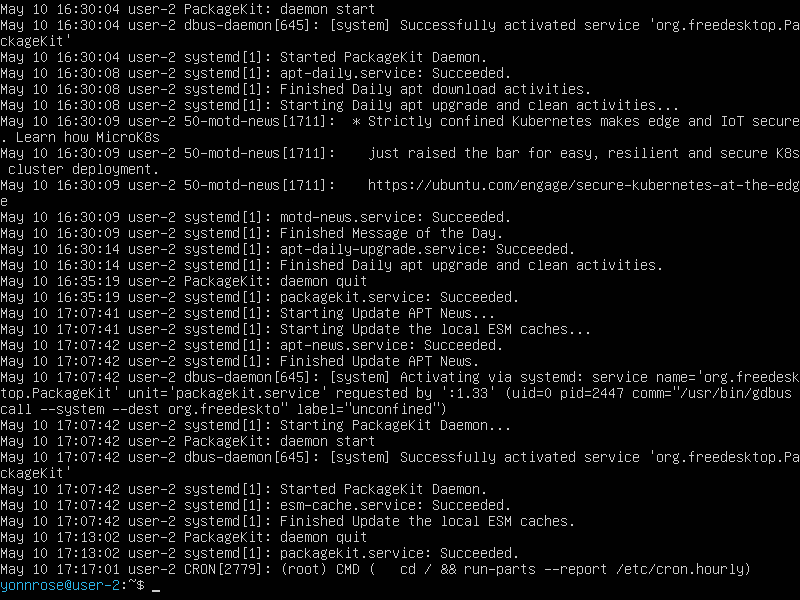 May 10 16:30:04 user-2 PackageKit: daemon start
May 10 16:30:04 user-2 dbus-daemon[645]: [system] Successfully activated service 'org.freedesktop.Pa
ckageKit'
May 10 16:30:04 user-2 systemd[1]: Started PackageKit Daemon.
May 10 16:30:08 user-2 systemd[1]: apt-daily.service: Succeeded.
May 10 16:30:08 user-2 systemd[1]: Finished Daily apt download activities.
May 10 16:30:08 user-2 systemd[1]: Starting Daily apt upgrade and clean activities...
May 10 16:30:09 user-2 50-motd-news[1711]:  * Strictly confined Kubernetes makes edge and IoT secure
. Learn how MicroK8s
May 10 16:30:09 user-2 50-motd-news[1711]:    just raised the bar for easy, resilient and secure K8s
 cluster deployment.
May 10 16:30:09 user-2 50-motd-news[1711]:    https://ubuntu.com/engage/secure-kubernetes-at-the-edg
e
May 10 16:30:09 user-2 systemd[1]: motd-news.service: Succeeded.
May 10 16:30:09 user-2 systemd[1]: Finished Message of the Day.
May 10 16:30:14 user-2 systemd[1]: apt-daily-upgrade.service: Succeeded.
May 10 16:30:14 user-2 systemd[1]: Finished Daily apt upgrade and clean activities.
May 10 16:35:19 user-2 PackageKit: daemon quit
May 10 16:35:19 user-2 systemd[1]: packagekit.service: Succeeded.
May 10 17:07:41 user-2 systemd[1]: Starting Update APT News...
May 10 17:07:41 user-2 systemd[1]: Starting Update the local ESM caches...
May 10 17:07:42 user-2 systemd[1]: apt-news.service: Succeeded.
May 10 17:07:42 user-2 systemd[1]: Finished Update APT News.
May 10 17:07:42 user-2 dbus-daemon[645]: [system] Activating via systemd: service name='org.freedesk
top.PackageKit' unit='packagekit.service' requested by ':1.33' (uid=0 pid=2447 comm="/usr/bin/gdbus 
call --system --dest org.freedeskto" label="unconfined")
May 10 17:07:42 user-2 systemd[1]: Starting PackageKit Daemon...
May 10 17:07:42 user-2 PackageKit: daemon start
May 10 17:07:42 user-2 dbus-daemon[645]: [system] Successfully activated service 'org.freedesktop.Pa
ckageKit'
May 10 17:07:42 user-2 systemd[1]: Started PackageKit Daemon.
May 10 17:07:42 user-2 systemd[1]: esm-cache.service: Succeeded.
May 10 17:07:42 user-2 systemd[1]: Finished Update the local ESM caches.
May 10 17:13:02 user-2 PackageKit: daemon quit
May 10 17:13:02 user-2 systemd[1]: packagekit.service: Succeeded.
May 10 17:17:01 user-2 CRON[2779]: (root) CMD (   cd / && run-parts --report /etc/cron.hourly)
yonnrose@user-2:~$ _